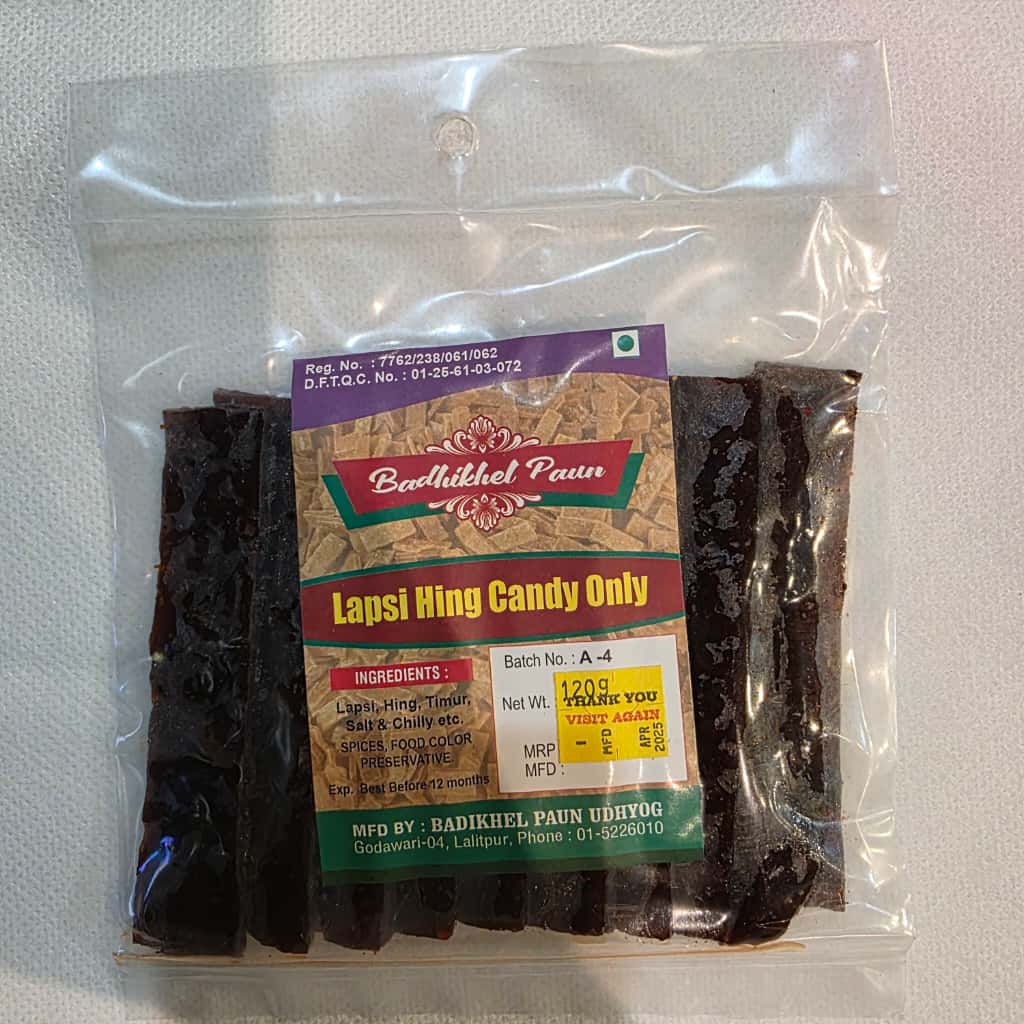 Reg. No. : 7762/238/061/062
D.F.T.Q.C. No. : 01-25-61-03-072
Badhikhel Paun
Lapsi Hing Candy Only
INGREDIENTS :
Lapsi, Hing, Timur,
Salt & Chilly etc.
SPICES, FOOD COLOR
PRESERVATIVE.
Exp. Best Before 12 months
Batch No. : A -4
Net Wt. : 120g
THANK YOU
VISIT AGAIN
MRP
MFD :
- MFD APR 2025
MFD BY : BADIKHEL PAUN UDHYOG
Godawari-04, Lalitpur, Phone : 01-5226010